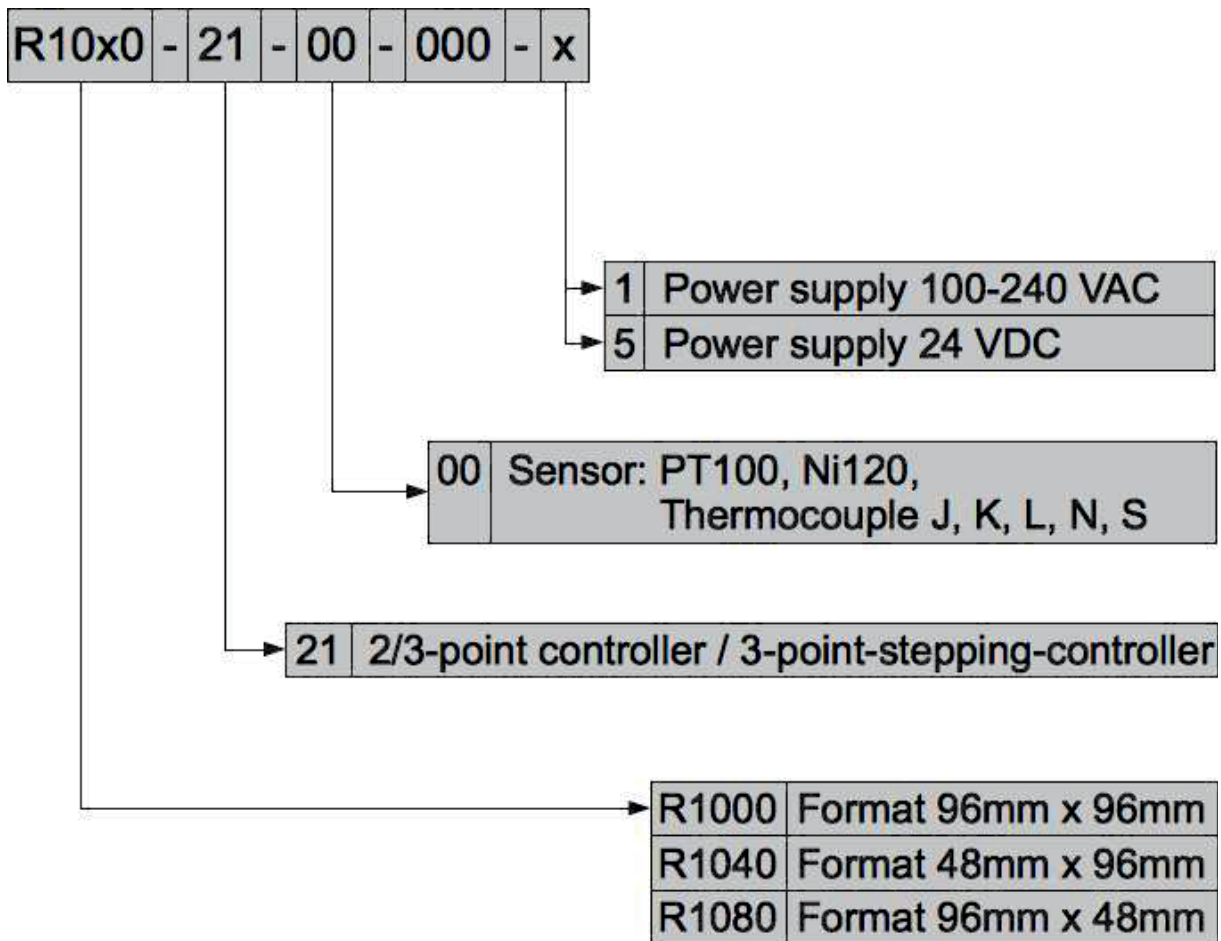 R10x0 - 21 - 00 - 000 - x
1 Power supply 100-240 VAC
5 Power supply 24 VDC
00 Sensor: PT100, Ni120,
Thermocouple J, K, L, N, S
21 2/3-point controller / 3-point-stepping-controller
R1000 Format 96mm x 96mm
R1040 Format 48mm x 96mm
R1080 Format 96mm x 48mm